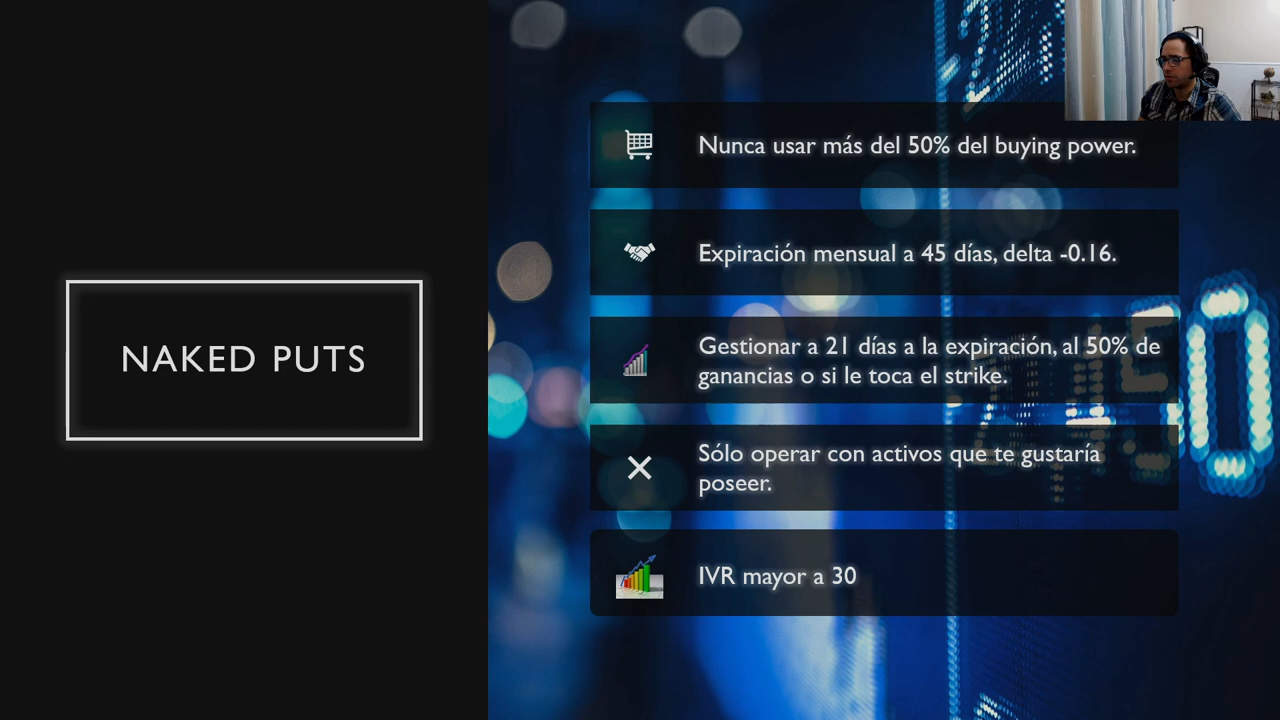 NAKED PUTS
Nunca usar más del 50% del buying power.
Expiración mensual a 45 días, delta -0.16.
Gestionar a 21 días a la expiración, al 50% de
ganancias o si le toca el strike.
Sólo operar con activos que te gustaría
poseer.
IVR mayor a 30